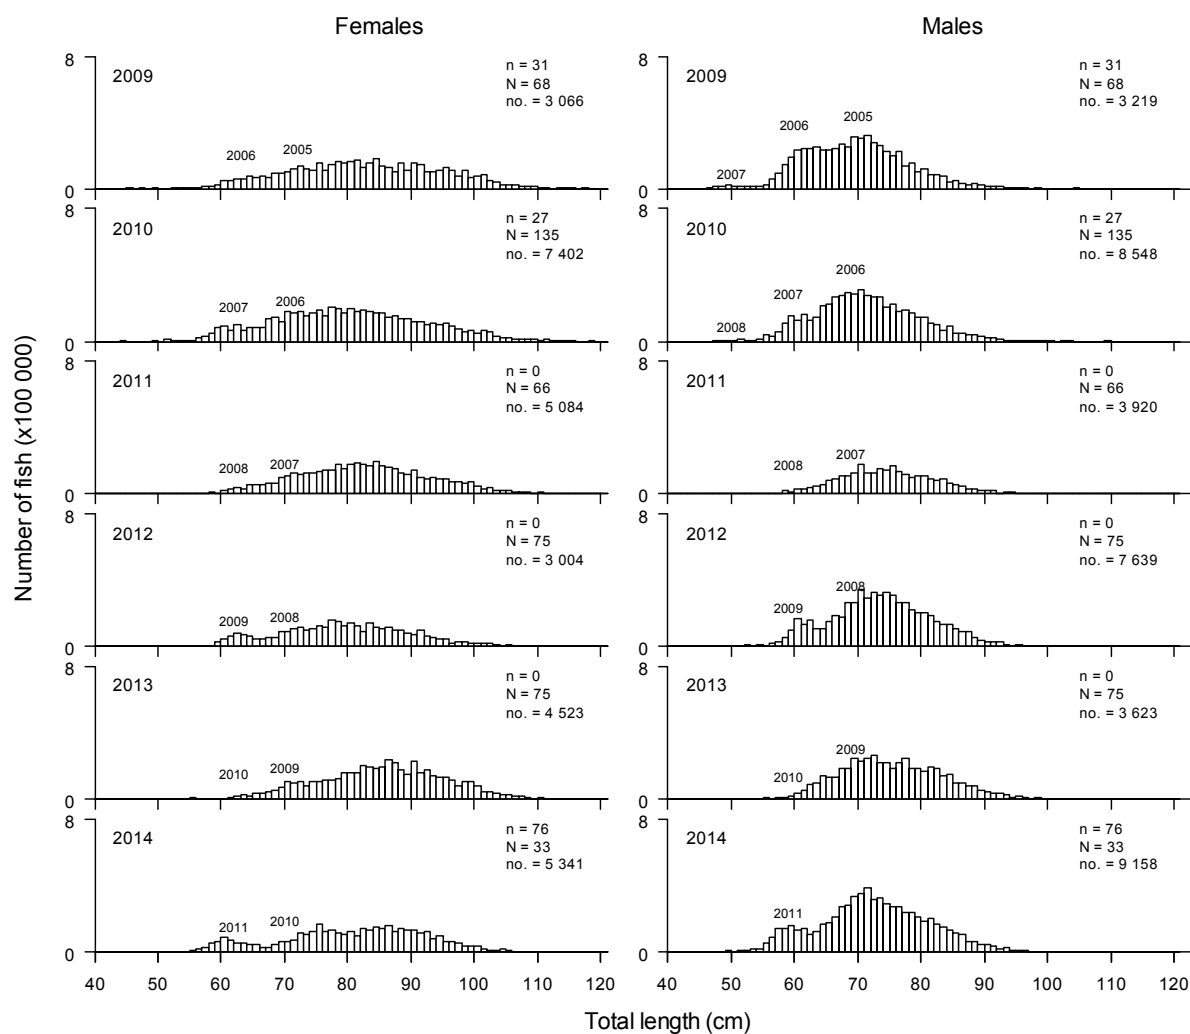 Females Males
8
2009
n = 31
N = 68
no. = 3 066
2006 2005
0
8
2009
n = 31
N = 68
no. = 3 219
2007 2006 2005
0
8
2010
n = 27
N = 135
no. = 7 402
2007 2006
0
8
2010
n = 27
N = 135
no. = 8 548
2008 2007 2006
0
8
2011
n = 0
N = 66
no. = 5 084
2008 2007
0
8
2011
n = 0
N = 66
no. = 3 920
2008 2007
0
8
2012
n = 0
N = 75
no. = 3 004
2009 2008
0
8
2012
n = 0
N = 75
no. = 7 639
2009 2008
0
8
2013
n = 0
N = 75
no. = 4 523
2010 2009
0
8
2013
n = 0
N = 75
no. = 3 623
2010 2009
0
8
2014
n = 76
N = 33
no. = 5 341
2011 2010
0
8
2014
n = 76
N = 33
no. = 9 158
2011
0
40 50 60 70 80 90 100 110 120
40 50 60 70 80 90 100 110 120
Number of fish (x100 000)
Total length (cm)